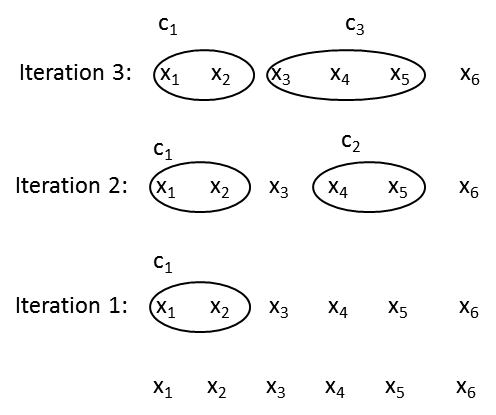 c₁ c₃
Iteration 3: x₁ x₂ x₃ x₄ x₅ x₆
c₁ c₂
Iteration 2: x₁ x₂ x₃ x₄ x₅ x₆
c₁
Iteration 1: x₁ x₂ x₃ x₄ x₅ x₆
x₁ x₂ x₃ x₄ x₅ x₆